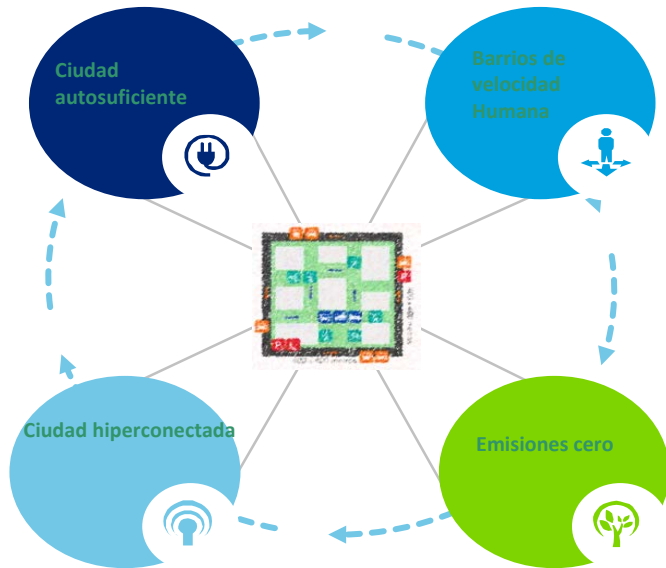 Ciudad
autosuficiente
Barrios de
velocidad
Humana
Ciudad hiperconectada
Emisiones cero